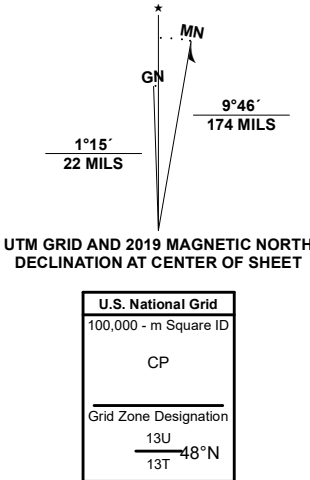 ★
MN
GN
9°46´
174 MILS
1°15´
22 MILS
UTM GRID AND 2019 MAGNETIC NORTH
DECLINATION AT CENTER OF SHEET
U.S. National Grid
100,000 - m Square ID
CP
Grid Zone Designation
13U
48°N
13T